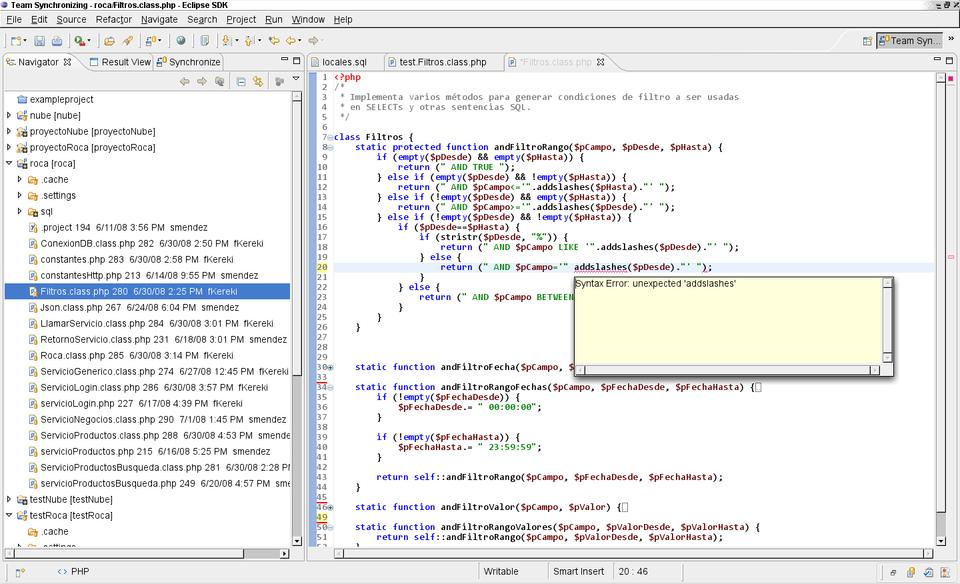 Team Synchronizing - roca/Filtros.class.php - Eclipse SDK
File Edit Source Refactor Navigate Search Project Run Window Help
Team Syn...
Navigator Result View Synchronize
locales.sql test.Filtros.class.php *Filtros.class.php
exampleproject
nube [nube]
proyectoNube [proyectoNube]
proyectoRoca [proyectoRoca]
roca [roca]
.cache
.settings
sql
.project 194 6/11/08 3:56 PM smendez
ConexionDB.class.php 282 6/30/08 2:50 PM fKereki
constantes.php 283 6/30/08 2:58 PM fKereki
constantesHttp.php 213 6/14/08 9:55 PM smendez
Filtros.class.php 280 6/30/08 2:25 PM fKereki
Json.class.php 267 6/24/08 6:04 PM smendez
LlamarServicio.class.php 284 6/30/08 3:01 PM fKereki
RetornoServicio.class.php 231 6/18/08 3:01 PM smendez
Roca.class.php 285 6/30/08 3:14 PM fKereki
ServicioGenerico.class.php 274 6/27/08 12:45 PM fKereki
ServicioLogin.class.php 286 6/30/08 3:57 PM fKereki
servicioLogin.php 227 6/17/08 4:39 PM fKereki
ServicioNegocios.class.php 290 7/1/08 1:45 PM smendez
ServicioProductos.class.php 288 6/30/08 4:53 PM smende
servicioProductos.php 215 6/16/08 5:25 PM smendez
ServicioProductosBusqueda.class.php 281 6/30/08 2:28 PM
servicioProductosBusqueda.php 249 6/20/08 4:57 PM smendez
testNube [testNube]
testRoca [testRoca]
.cache
.settings
1 <?php
2 /*
3 * Implementa varios métodos para generar condiciones de filtro a ser usadas
4 * en SELECTs y otras sentencias SQL.
5 */
6
7 class Filtros {
8 static protected function andFiltroRango($pCampo, $pDesde, $pHasta) {
9 if (empty($pDesde) && empty($pHasta)) {
10 return (" AND TRUE ");
11 } else if (empty($pDesde) && !empty($pHasta)) {
12 return (" AND $pCampo<='".addslashes($pHasta)."' ");
13 } else if (!empty($pDesde) && empty($pHasta)) {
14 return (" AND $pCampo>='".addslashes($pDesde)."' ");
15 } else if (!empty($pDesde) && !empty($pHasta)) {
16 if ($pDesde==$pHasta) {
17 if (stristr($pDesde, "%")) {
18 return (" AND $pCampo LIKE '".addslashes($pDesde)."' ");
19 } else {
20 return (" AND $pCampo='" addslashes($pDesde)."' ");
21 }
22 } else {
23 return (" AND $pCampo BETWEEN
24 }
25 }
26 }
27
28
29
30 static function andFiltroFecha($pCampo,
33
34 static function andFiltroRangoFechas($pCampo, $pFechaDesde, $pFechaHasta) {
35 if (!empty($pFechaDesde)) {
36 $pFechaDesde.= " 00:00:00";
37 }
38
39 if (!empty($pFechaHasta)) {
40 $pFechaHasta.= " 23:59:59";
41 }
42
43 return self::andFiltroRango($pCampo, $pFechaDesde, $pFechaHasta);
44 }
45
46 static function andFiltroValor($pCampo, $pValor) {
49
50 static function andFiltroRangoValores($pCampo, $pValorDesde, $pValorHasta) {
51 return self::andFiltroRango($pCampo, $pValorDesde, $pValorHasta);
52 }
Syntax Error: unexpected 'addslashes'
PHP Writable Smart Insert 20 : 46